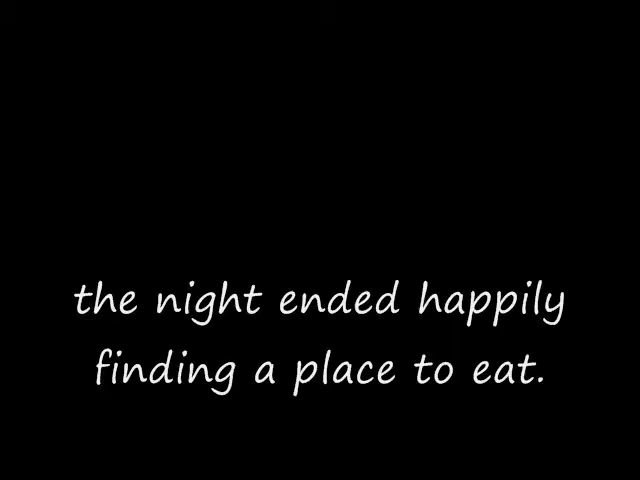 the night ended happily
finding a place to eat.